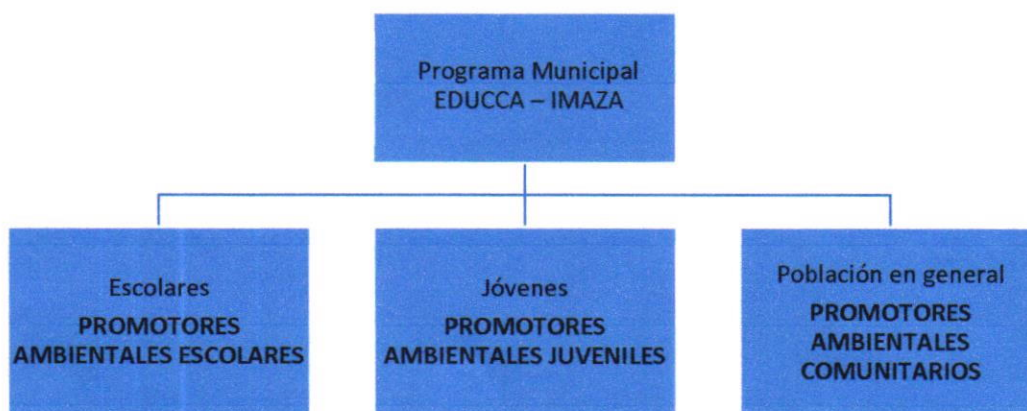 Programa Municipal
EDUCCA – IMAZA
Escolares
PROMOTORES
AMBIENTALES ESCOLARES
Jóvenes
PROMOTORES
AMBIENTALES JUVENILES
Población en general
PROMOTORES
AMBIENTALES
COMUNITARIOS